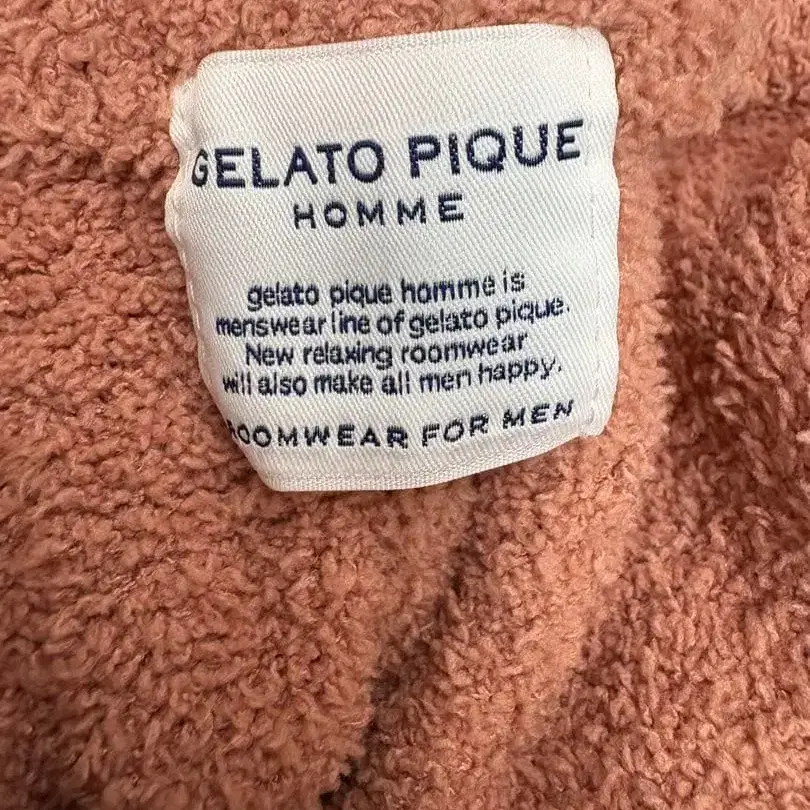 GELATO PIQUE
HOMME
gelato pique homme is
menswear line of gelato pique.
New relaxing roomwear
will also make all men happy.
ROOMWEAR FOR MEN